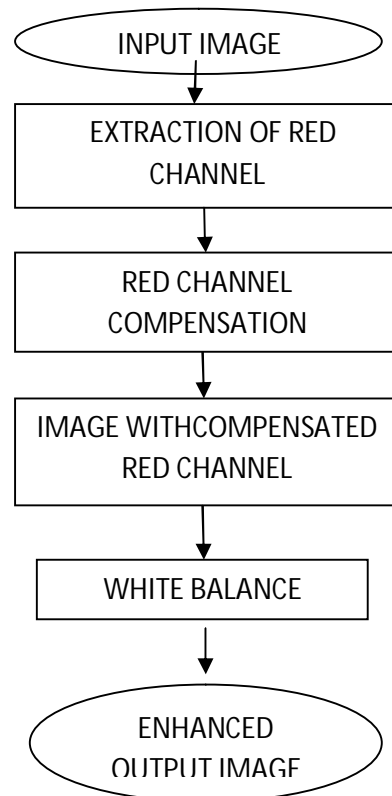 INPUT IMAGE
EXTRACTION OF RED
CHANNEL
RED CHANNEL
COMPENSATION
IMAGE WITHCOMPENSATED
RED CHANNEL
WHITE BALANCE
ENHANCED
OUTPUT IMAGE